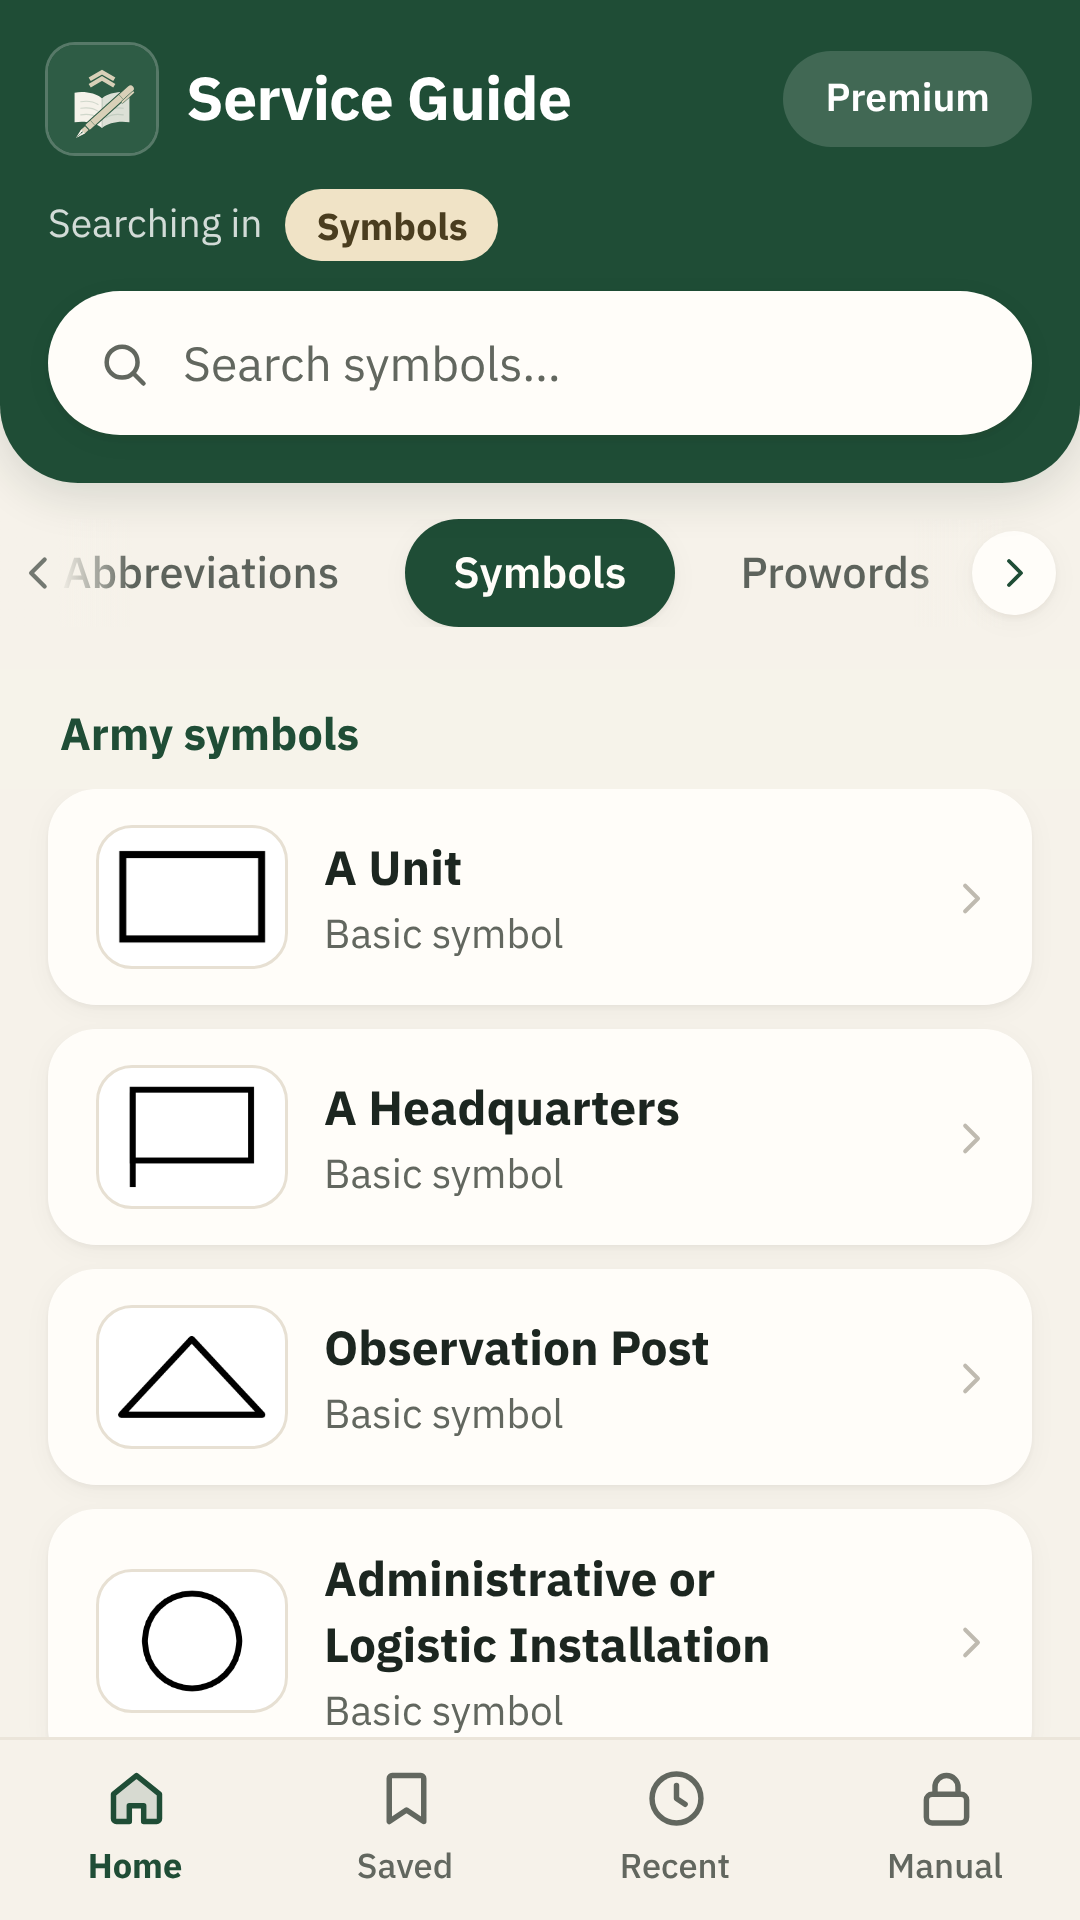 Service Guide
Premium
Searching in Symbols
Search symbols...
Abbreviations
Symbols
Prowords
Army symbols
A Unit
Basic symbol
A Headquarters
Basic symbol
Observation Post
Basic symbol
Administrative or
Logistic Installation
Basic symbol
Home
Saved
Recent
Manual